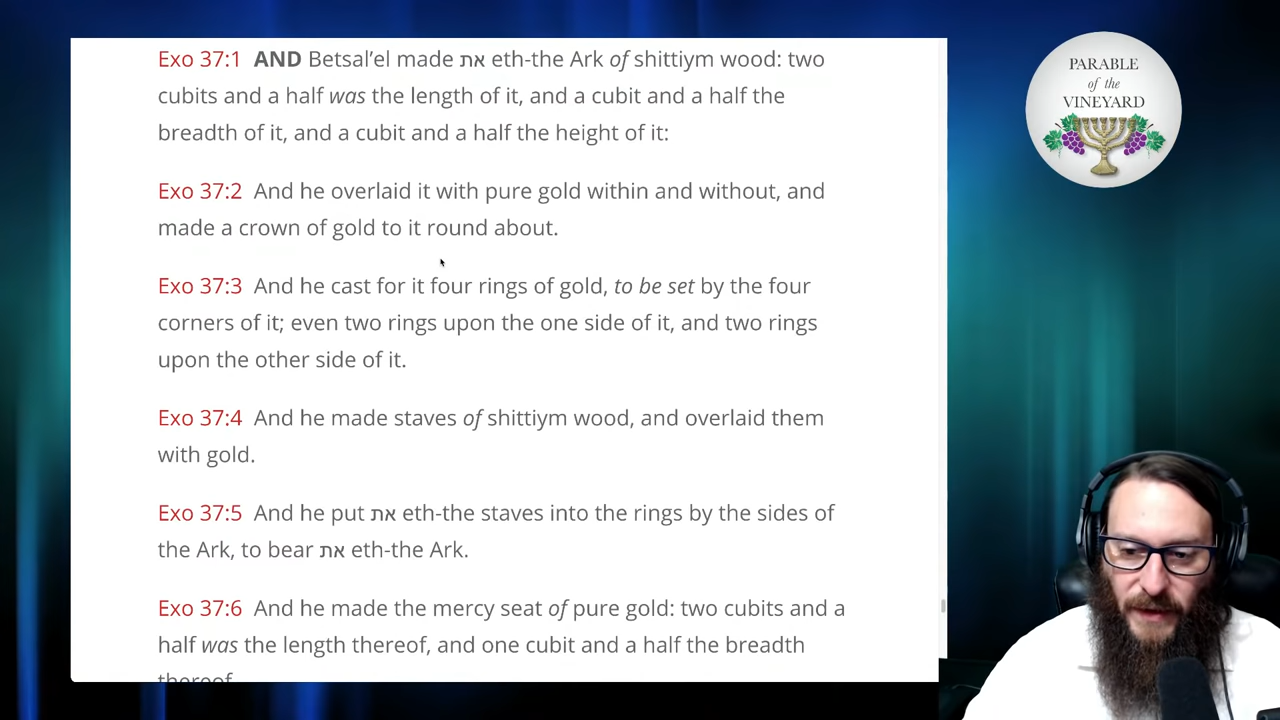 Exo 37:1 AND Betsal'el made את eth-the Ark of shittiym wood: two
cubits and a half was the length of it, and a cubit and a half the
breadth of it, and a cubit and a half the height of it:
Exo 37:2 And he overlaid it with pure gold within and without, and
made a crown of gold to it round about.
Exo 37:3 And he cast for it four rings of gold, to be set by the four
corners of it; even two rings upon the one side of it, and two rings
upon the other side of it.
Exo 37:4 And he made staves of shittiym wood, and overlaid them
with gold.
Exo 37:5 And he put את eth-the staves into the rings by the sides of
the Ark, to bear את eth-the Ark.
Exo 37:6 And he made the mercy seat of pure gold: two cubits and a
half was the length thereof, and one cubit and a half the breadth
thereof
PARABLE
of the
VINEYARD